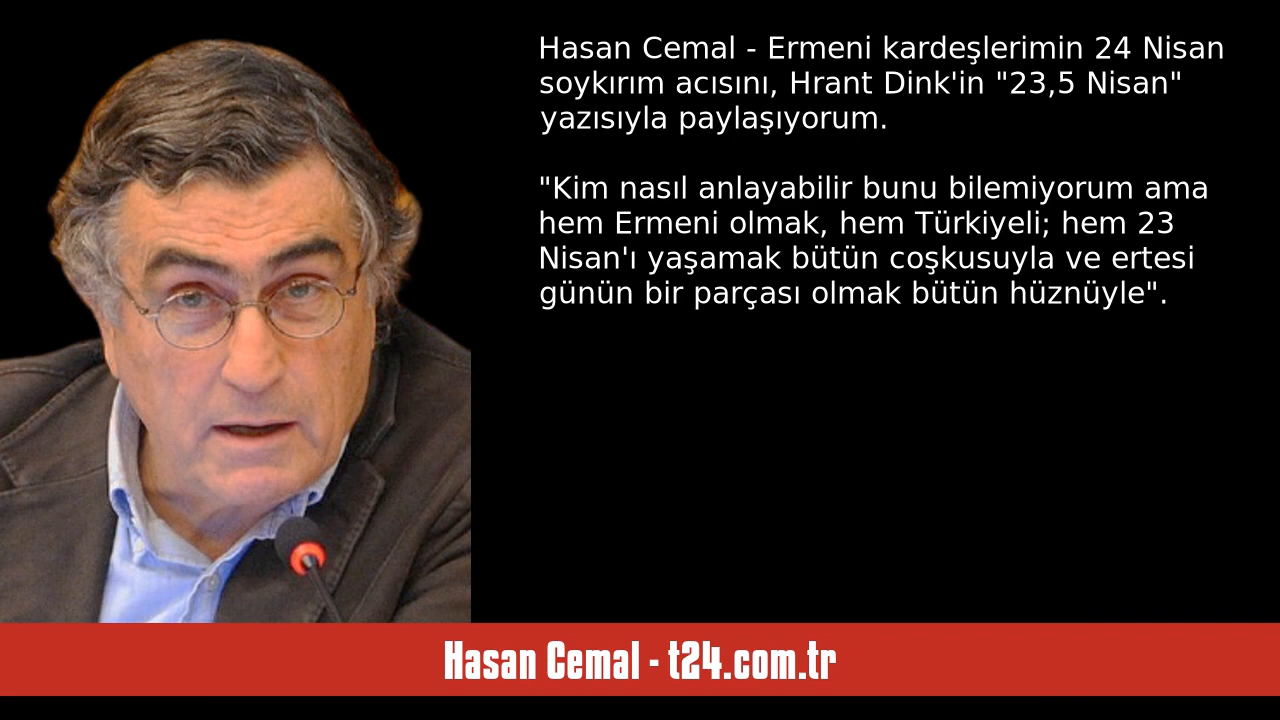 Hasan Cemal - Ermeni kardeşlerimin 24 Nisan
soykırım acısını, Hrant Dink'in "23,5 Nisan"
yazısıyla paylaşıyorum.
"Kim nasıl anlayabilir bunu bilemiyorum ama
hem Ermeni olmak, hem Türkiyeli; hem 23
Nisan'ı yaşamak bütün coşkusuyla ve ertesi
günün bir parçası olmak bütün hüznüyle".
Hasan Cemal - t24.com.tr